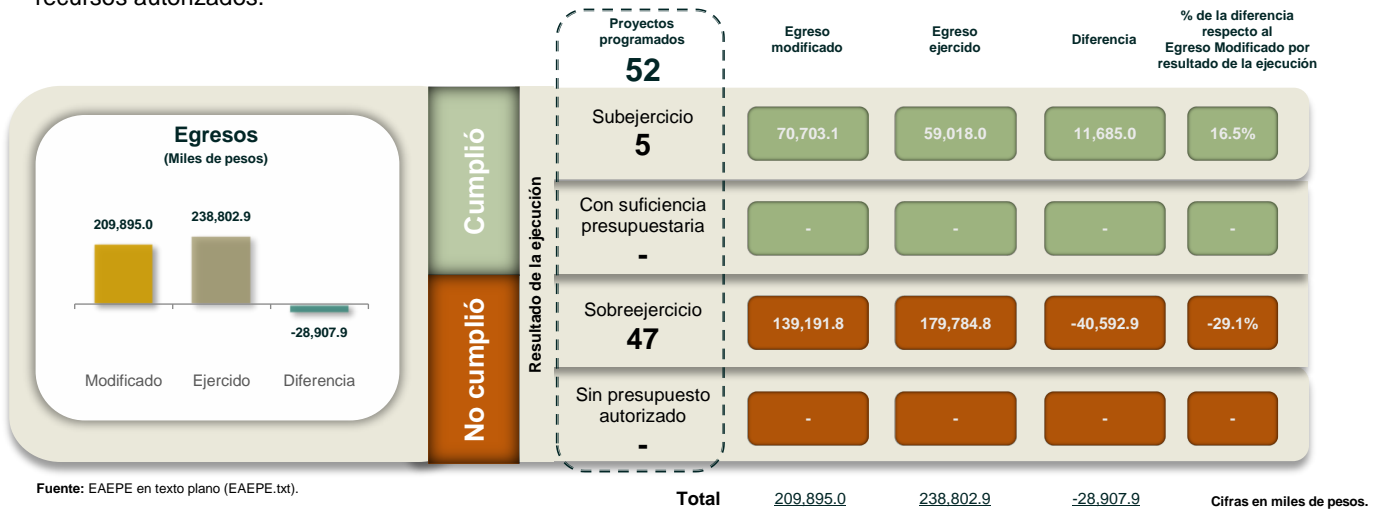 recursos autorizados.
Proyectos
programados
52
Egreso
modificado
Egreso
ejercido
Diferencia
% de la diferencia
respecto al
Egreso Modificado por
resultado de la ejecución
Egresos
(Miles de pesos)
209,895.0
238,802.9
-28,907.9
Modificado
Ejercido
Diferencia
Cumplió
No cumplió
Resultado de la ejecución
Subejercicio
5
70,703.1
59,018.0
11,685.0
16.5%
Con suficiencia
presupuestaria
-
-
-
-
-
Sobreejercicio
47
139,191.8
179,784.8
-40,592.9
-29.1%
Sin presupuesto
autorizado
-
-
-
-
-
Fuente: EAEPE en texto plano (EAEPE.txt).
Total
209,895.0
238,802.9
-28,907.9
Cifras en miles de pesos.